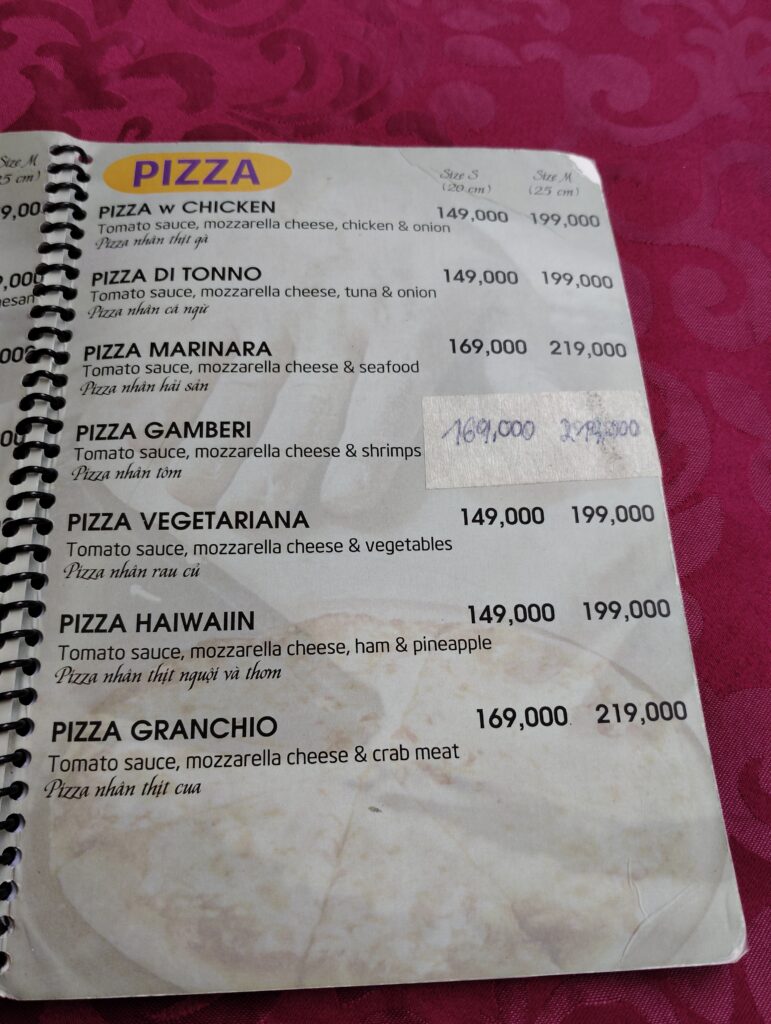 Size M
PIZZA
Size S
Size M
(20 cm)
(25 cm)
PIZZA w CHICKEN
149,000 199,000
Tomato sauce, mozzarella cheese, chicken & onion
Pizza nhân thịt gà
PIZZA DI TONNO
149,000 199,000
Tomato sauce, mozzarella cheese, tuna & onion
Pizza nhân cá ngừ
PIZZA MARINARA
169,000 219,000
Tomato sauce, mozzarella cheese & seafood
Pizza nhân hải sản
PIZZA GAMBERI
169,000 219,000
Tomato sauce, mozzarella cheese & shrimps
Pizza nhân tôm
PIZZA VEGETARIANA
149,000 199,000
Tomato sauce, mozzarella cheese & vegetables
Pizza nhân rau củ
PIZZA HAIWAIIN
149,000 199,000
Tomato sauce, mozzarella cheese, ham & pineapple
Pizza nhân thịt nguội và thơm
PIZZA GRANCHIO
169,000 219,000
Tomato sauce, mozzarella cheese & crab meat
Pizza nhân thịt cua